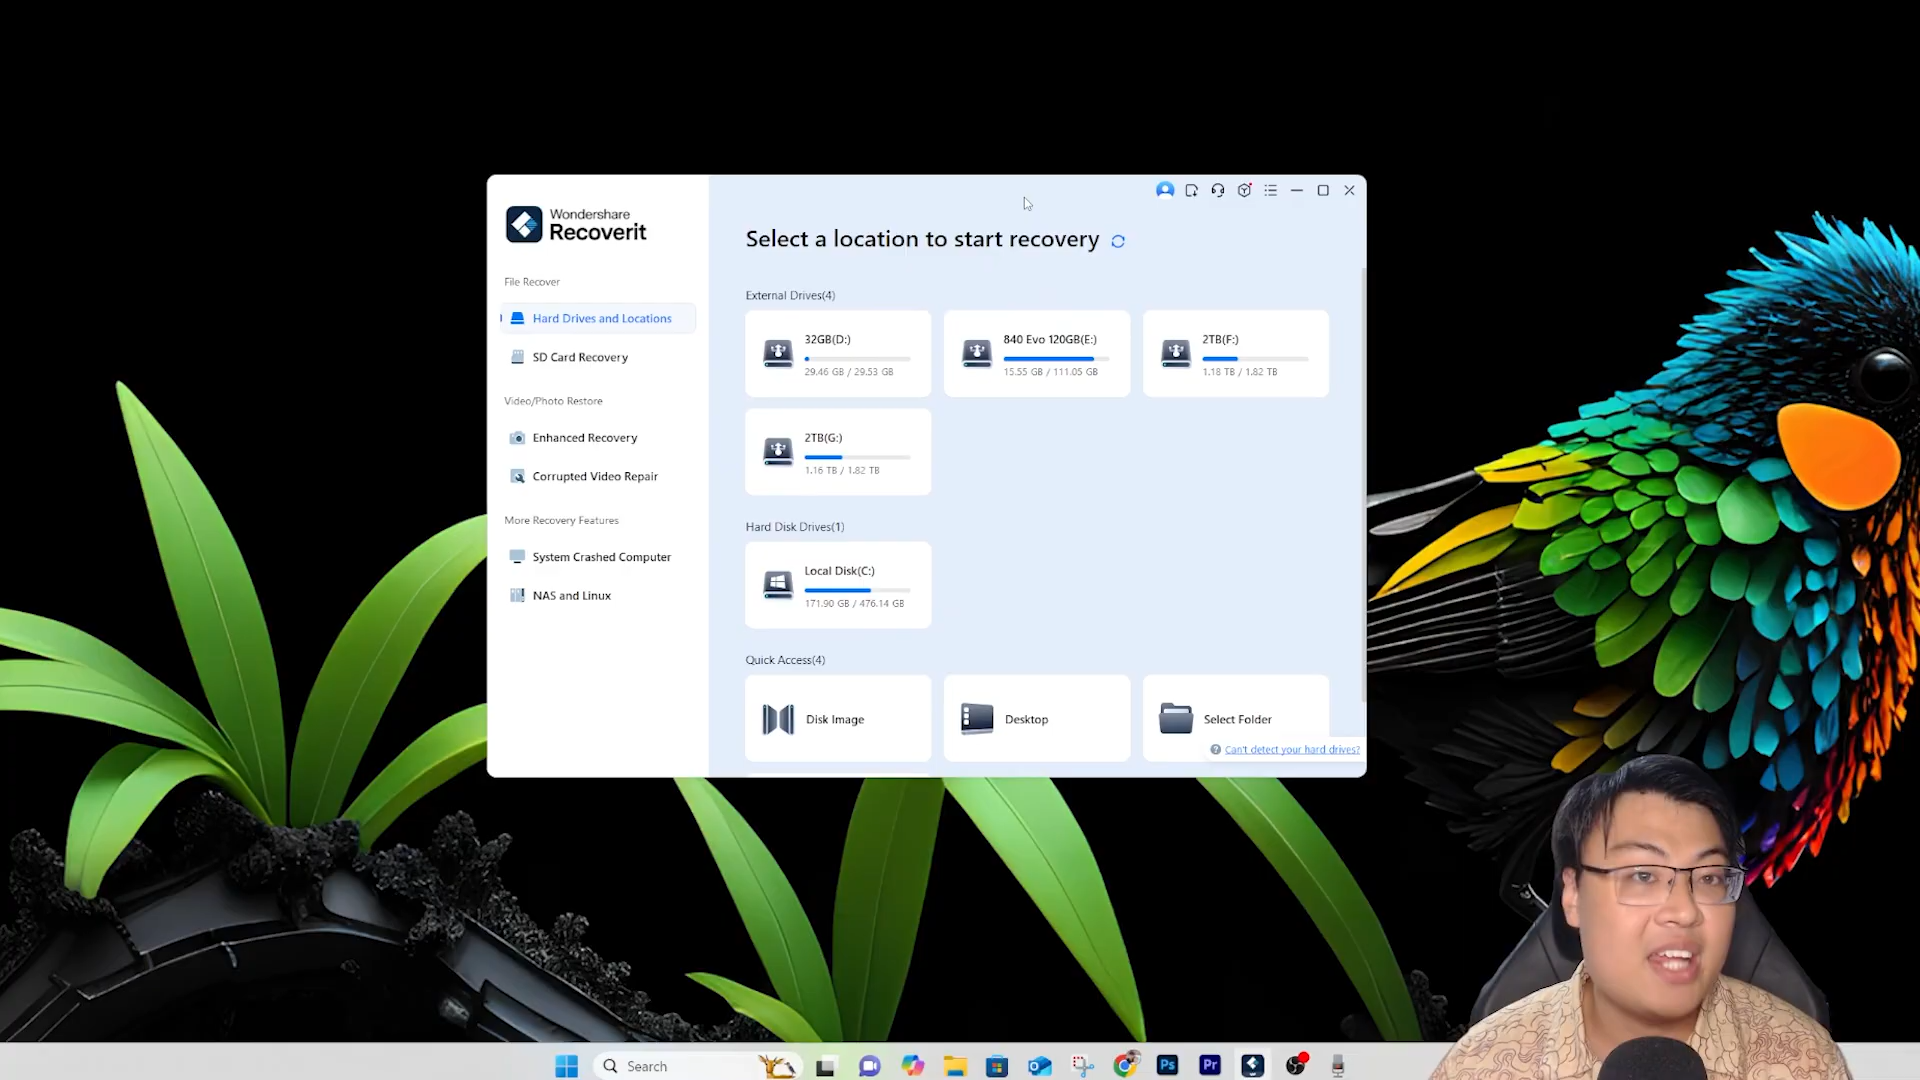 Wondershare
Recoverit
File Recover
Hard Drives and Locations
SD Card Recovery
Video/Photo Restore
Enhanced Recovery
Corrupted Video Repair
More Recovery Features
System Crashed Computer
NAS and Linux
Select a location to start recovery
External Drives(4)
32GB(D:)
29.46 GB / 29.53 GB
840 Evo 120GB(E:)
15.55 GB / 111.05 GB
2TB(F:)
1.18 TB / 1.82 TB
2TB(G:)
1.16 TB / 1.82 TB
Hard Disk Drives(1)
Local Disk(C:)
171.90 GB / 476.14 GB
Quick Access(4)
Disk Image
Desktop
Select Folder
Can't detect your hard drives?
Search
Ps
Pr